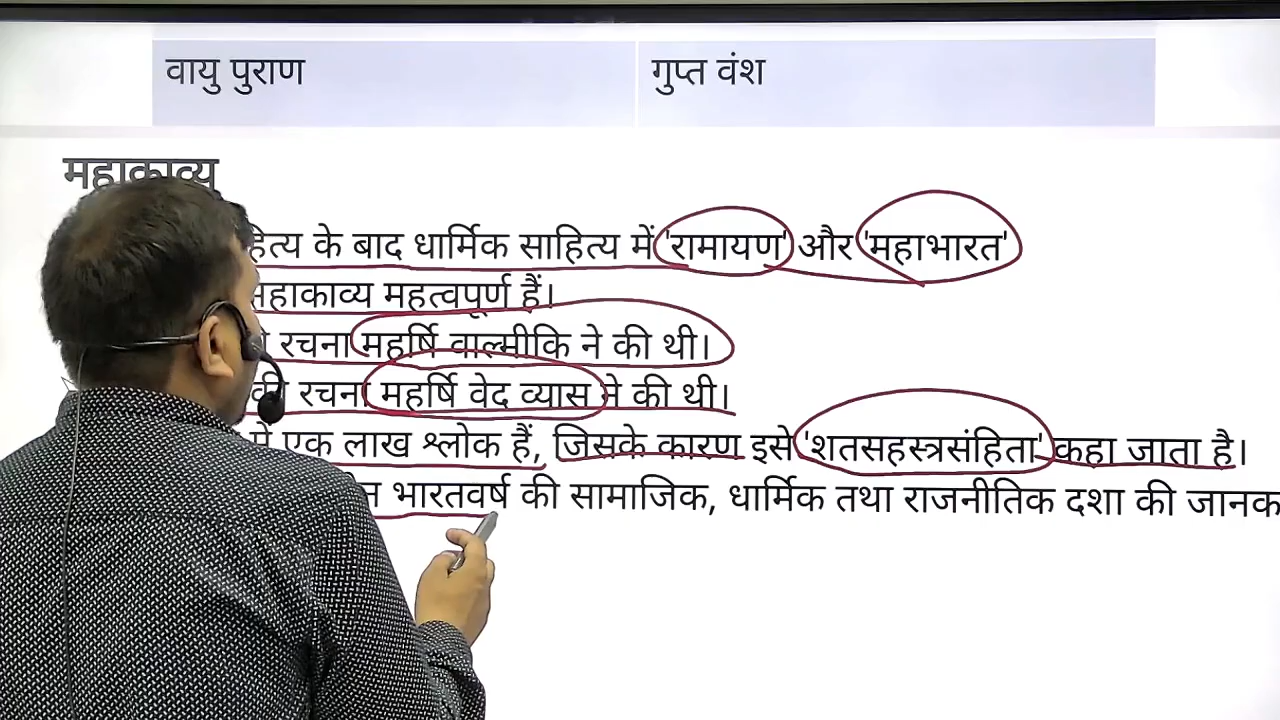 वायु पुराण गुप्त वंश
महाकाव्य
के बाद धार्मिक साहित्य में 'रामायण' और 'महाभारत'
महाकाव्य महत्वपूर्ण हैं।
रचना महर्षि वाल्मीकि ने की थी।
की रचना महर्षि वेद व्यास ने की थी।
में एक लाख श्लोक हैं, जिसके कारण इसे 'शतसहस्त्रसंहिता' कहा जाता है।
भारतवर्ष की सामाजिक, धार्मिक तथा राजनीतिक दशा की